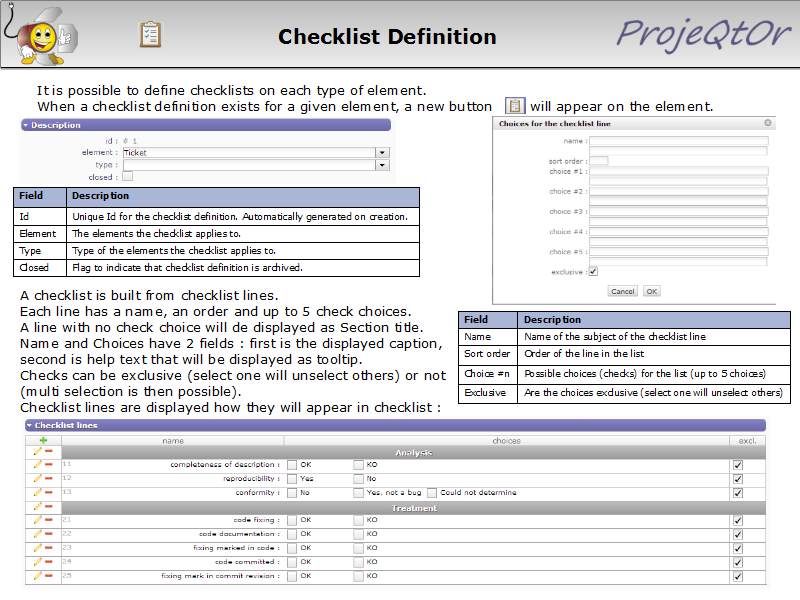 Checklist Definition
ProjeQtOr
It is possible to define checklists on each type of element.
When a checklist definition exists for a given element, a new button will appear on the element.
Description
id : # 1
element : Ticket
type :
closed :
Field Description
Id Unique Id for the checklist definition. Automatically generated on creation.
Element The elements the checklist applies to.
Type Type of the elements the checklist applies to.
Closed Flag to indicate that checklist definition is archived.
Choices for the checklist line
name :
sort order :
choice #1 :
choice #2 :
choice #3 :
choice #4 :
choice #5 :
exclusive :
Cancel OK
A checklist is built from checklist lines.
Each line has a name, an order and up to 5 check choices.
A line with no check choice will de displayed as Section title.
Name and Choices have 2 fields : first is the displayed caption,
second is help text that will be displayed as tooltip.
Checks can be exclusive (select one will unselect others) or not
(multi selection is then possible).
Checklist lines are displayed how they will appear in checklist :
Field Description
Name Name of the subject of the checklist line
Sort order Order of the line in the list
Choice #n Possible choices (checks) for the list (up to 5 choices)
Exclusive Are the choices exclusive (select one will unselect others)
Checklist lines
name choices excl.
Analysis
11 completeness of description : OK KO
12 reproducibility : Yes No
13 conformity : No Yes, not a bug Could not determine
Treatment
21 code fixing : OK KO
22 code documentation : OK KO
23 fixing marked in code : OK KO
24 code committed : OK KO
25 fixing mark in commit revision : OK KO